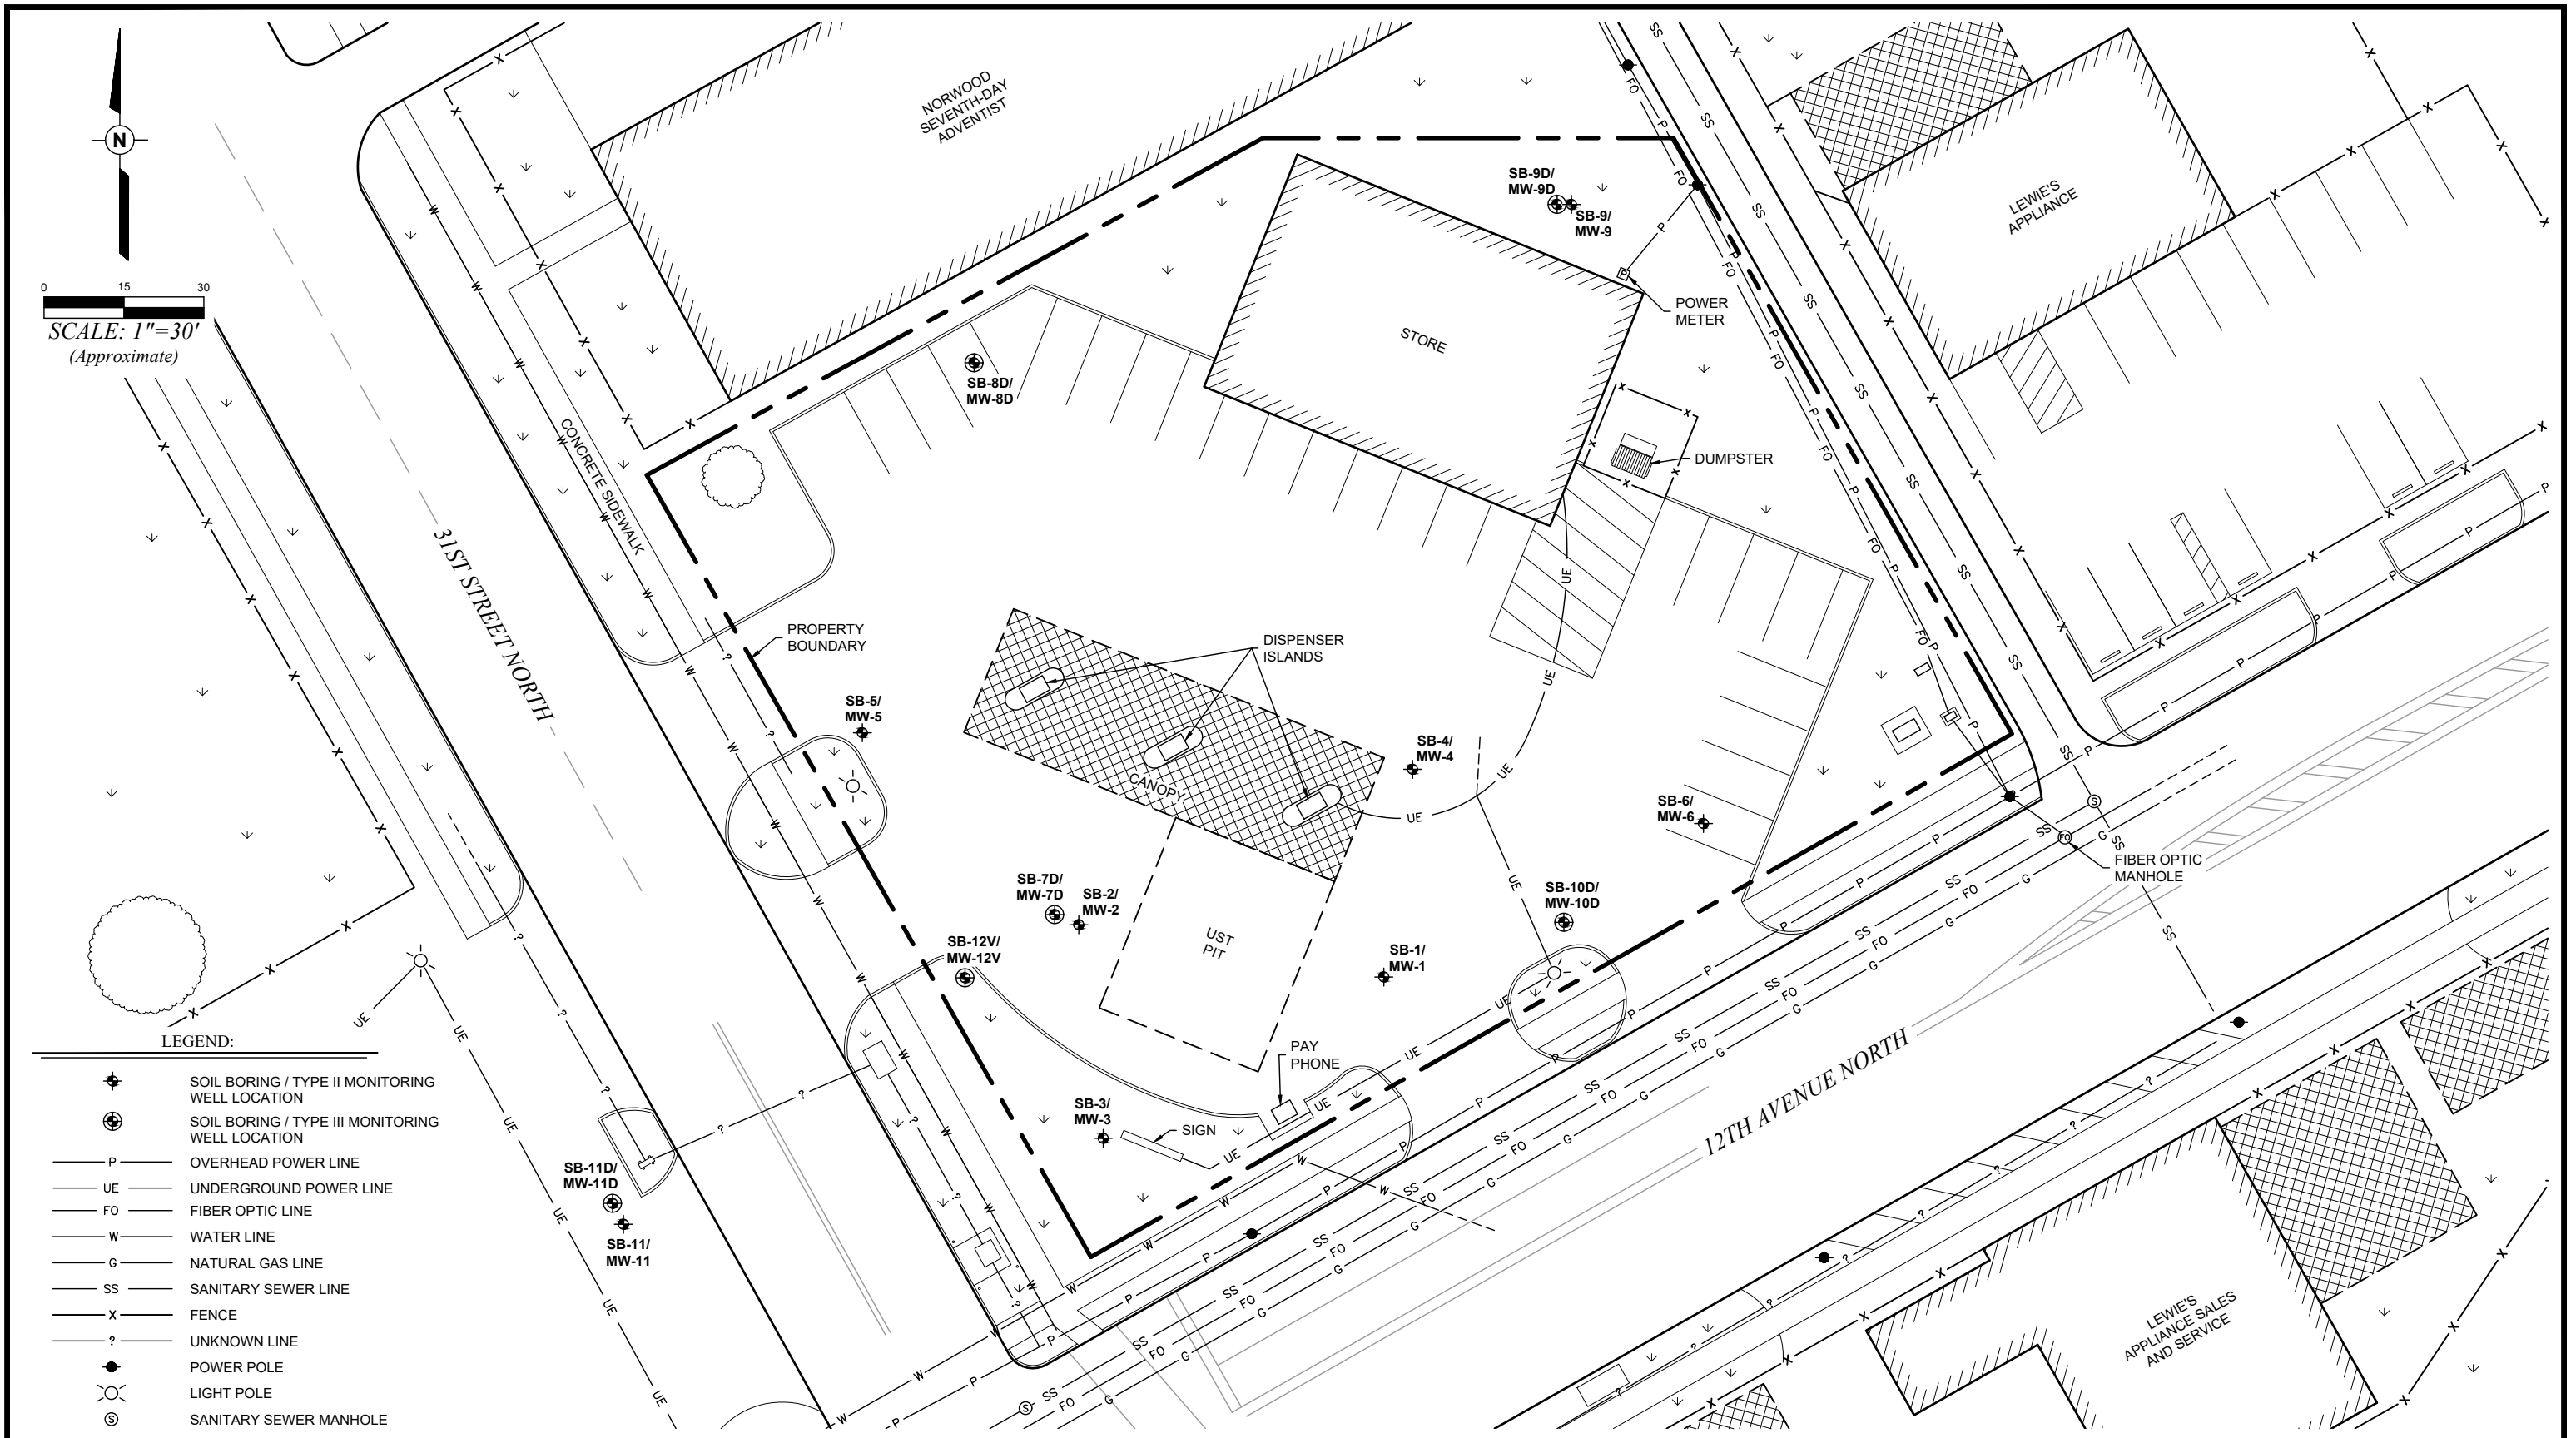 NORWOOD
SEVENTH-DAY
ADVENTIST
N
0 15 30
SCALE: 1"=30'
(Approximate)
SB-9D/
MW-9D
SB-9/
MW-9
LEWIE'S
APPLIANCE
POWER
METER
STORE
SB-8D/
MW-8D
DUMPSTER
CONCRETE SIDEWALK
31ST STREET NORTH
PROPERTY
BOUNDARY
DISPENSER
ISLANDS
SB-5/
MW-5
SB-4/
MW-4
CANOPY
SB-6/
MW-6
FIBER OPTIC
MANHOLE
SB-7D/
MW-7D
SB-2/
MW-2
SB-10D/
MW-10D
UST
PIT
SB-12V/
MW-12V
SB-1/
MW-1
PAY
PHONE
SB-3/
MW-3
SIGN
12TH AVENUE NORTH
SB-11D/
MW-11D
SB-11/
MW-11
LEWIE'S
APPLIANCE SALES
AND SERVICE
LEGEND:
SOIL BORING / TYPE II MONITORING
WELL LOCATION
SOIL BORING / TYPE III MONITORING
WELL LOCATION
P OVERHEAD POWER LINE
UE UNDERGROUND POWER LINE
FO FIBER OPTIC LINE
W WATER LINE
G NATURAL GAS LINE
SS SANITARY SEWER LINE
X FENCE
? UNKNOWN LINE
POWER POLE
LIGHT POLE
S SANITARY SEWER MANHOLE